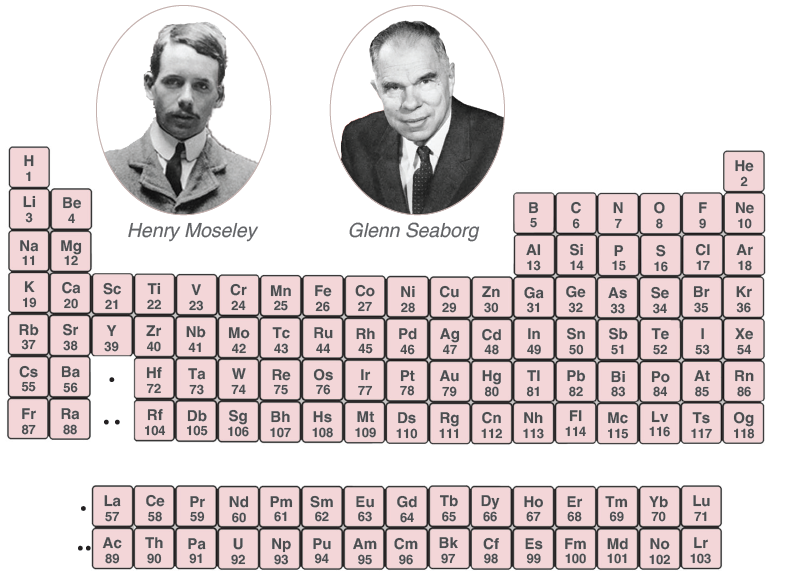 Henry Moseley
Glenn Seaborg
H
1
He
2
Li
3
Be
4
B
5
C
6
N
7
O
8
F
9
Ne
10
Na
11
Mg
12
Al
13
Si
14
P
15
S
16
Cl
17
Ar
18
K
19
Ca
20
Sc
21
Ti
22
V
23
Cr
24
Mn
25
Fe
26
Co
27
Ni
28
Cu
29
Zn
30
Ga
31
Ge
32
As
33
Se
34
Br
35
Kr
36
Rb
37
Sr
38
Y
39
Zr
40
Nb
41
Mo
42
Tc
43
Ru
44
Rh
45
Pd
46
Ag
47
Cd
48
In
49
Sn
50
Sb
51
Te
52
I
53
Xe
54
Cs
55
Ba
56
Hf
72
Ta
73
W
74
Re
75
Os
76
Ir
77
Pt
78
Au
79
Hg
80
Tl
81
Pb
82
Bi
83
Po
84
At
85
Rn
86
Fr
87
Ra
88
Rf
104
Db
105
Sg
106
Bh
107
Hs
108
Mt
109
Ds
110
Rg
111
Cn
112
Nh
113
Fl
114
Mc
115
Lv
116
Ts
117
Og
118
La
57
Ce
58
Pr
59
Nd
60
Pm
61
Sm
62
Eu
63
Gd
64
Tb
65
Dy
66
Ho
67
Er
68
Tm
69
Yb
70
Lu
71
Ac
89
Th
90
Pa
91
U
92
Np
93
Pu
94
Am
95
Cm
96
Bk
97
Cf
98
Es
99
Fm
100
Md
101
No
102
Lr
103